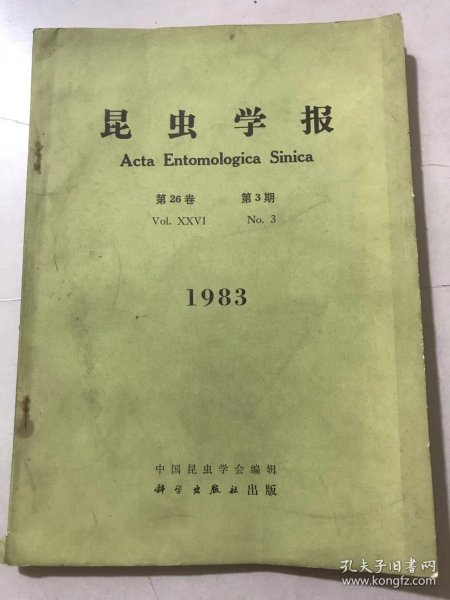 昆虫学报
Acta Entomologica Sinica
第26卷 第3期
Vol. XXVI No. 3
1983
中国昆虫学会编辑
科学出版社出版
孔夫子旧书网
www.kongfz.com